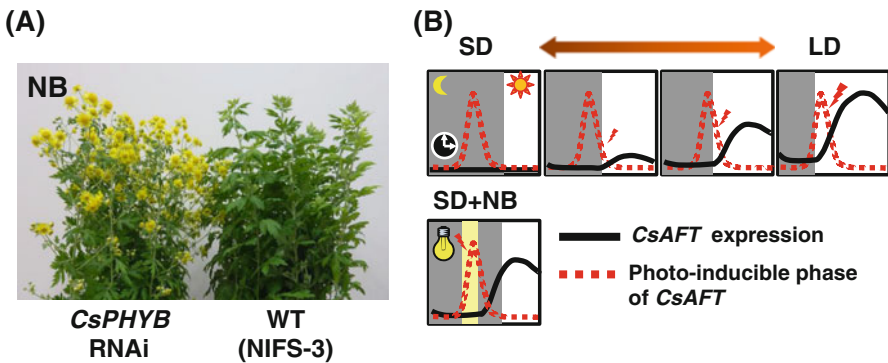 (A)
NB
CsPHYB
RNAi
WT
(NIFS-3)
(B)
SD
LD
SD+NB
CsAFT expression
Photo-inducible phase
of CsAFT